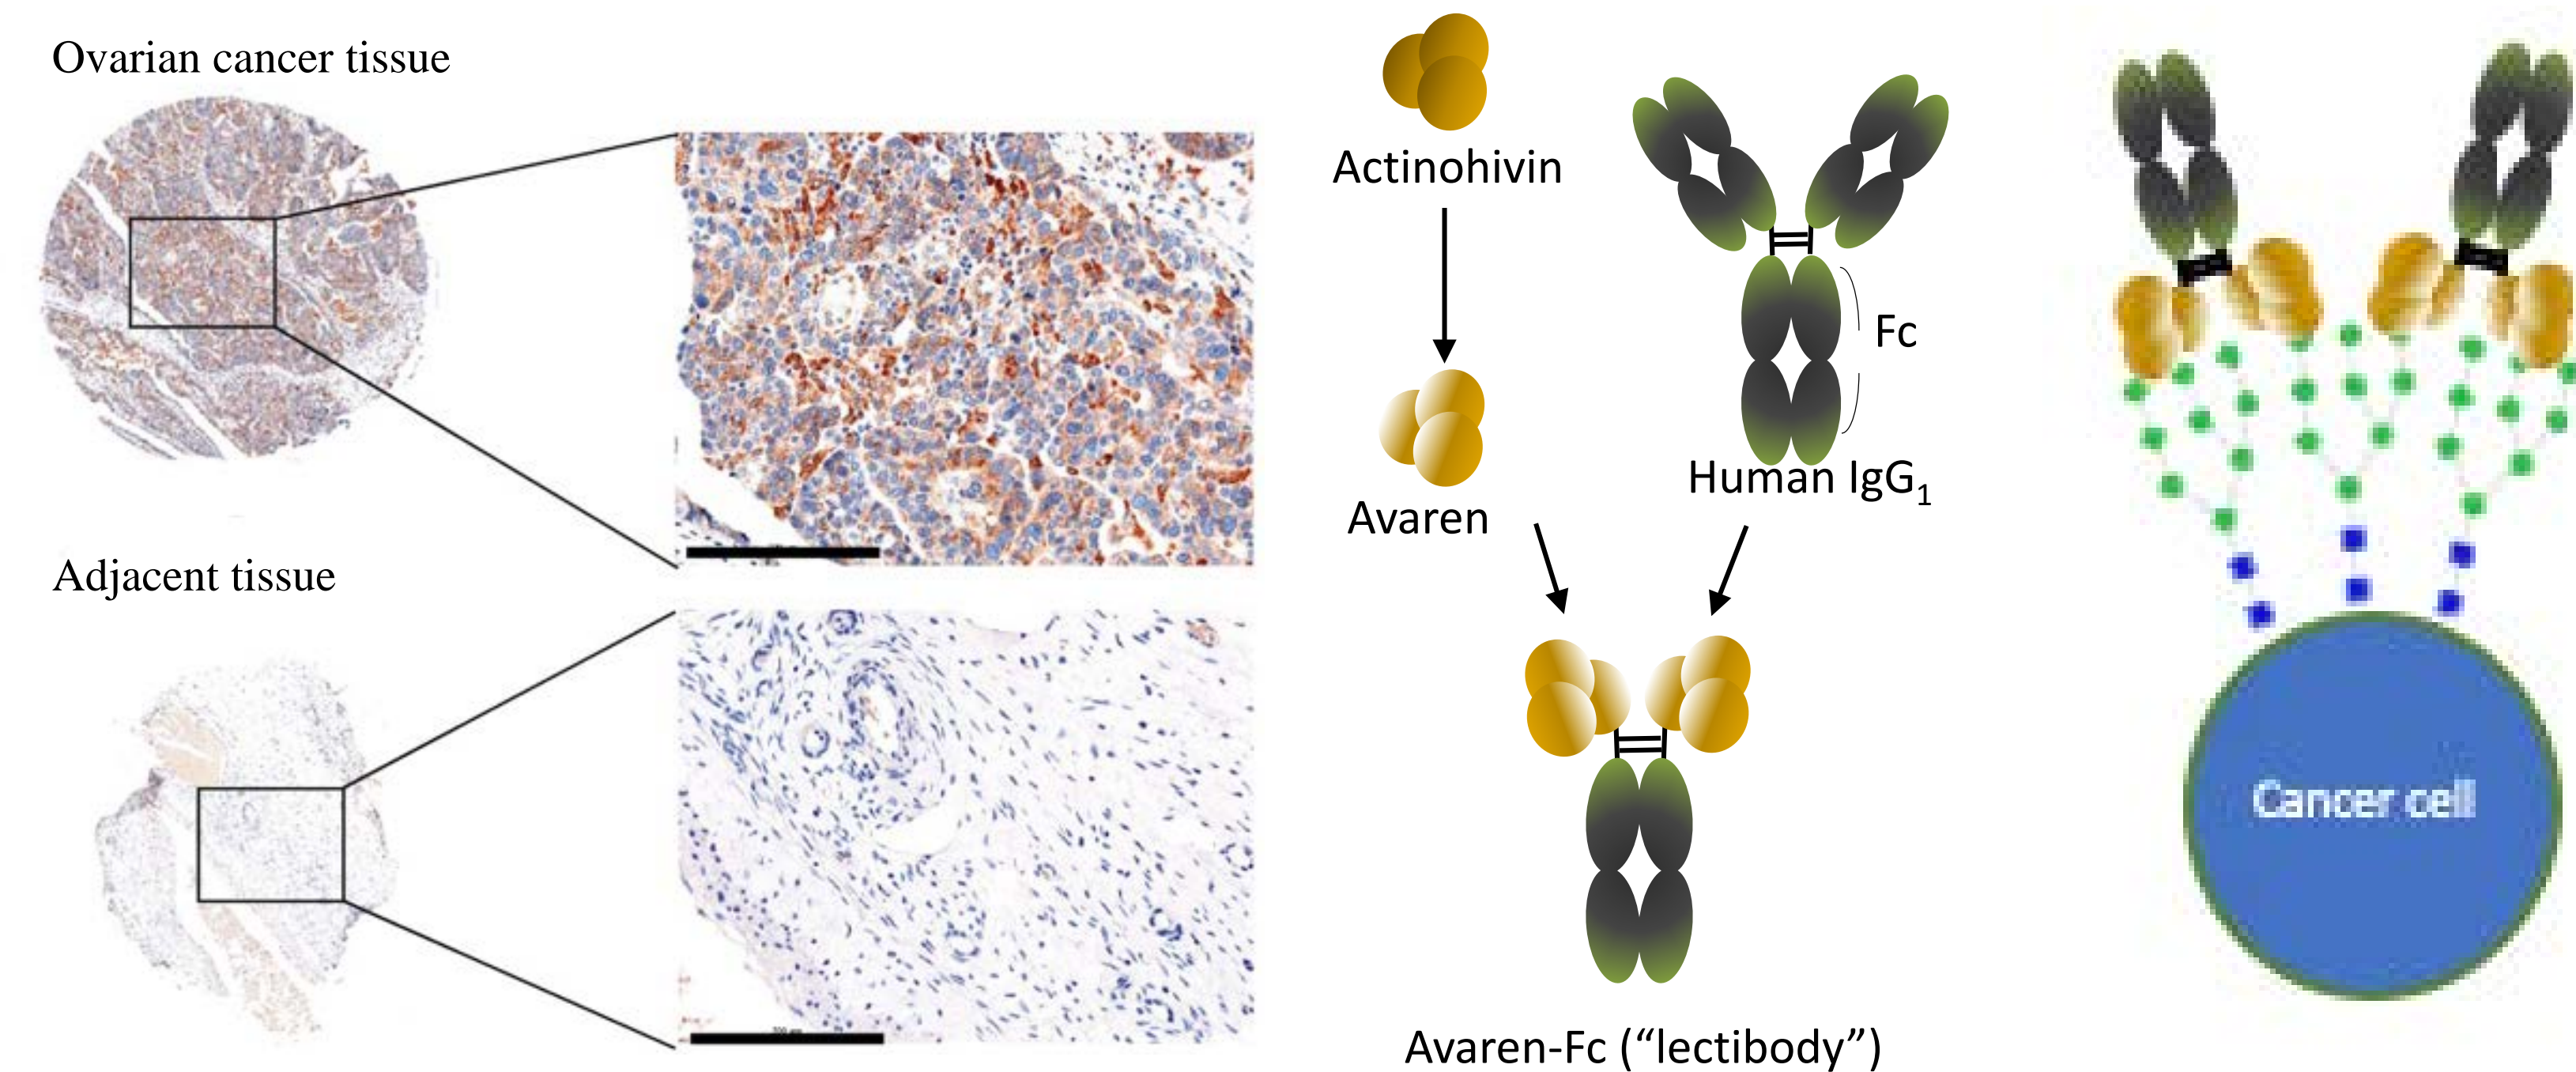 Ovarian cancer tissue
Adjacent tissue
Actinohivin
Avaren
Fc
Human IgG₁
Avaren-Fc (“lectibody”)
Cancer cell